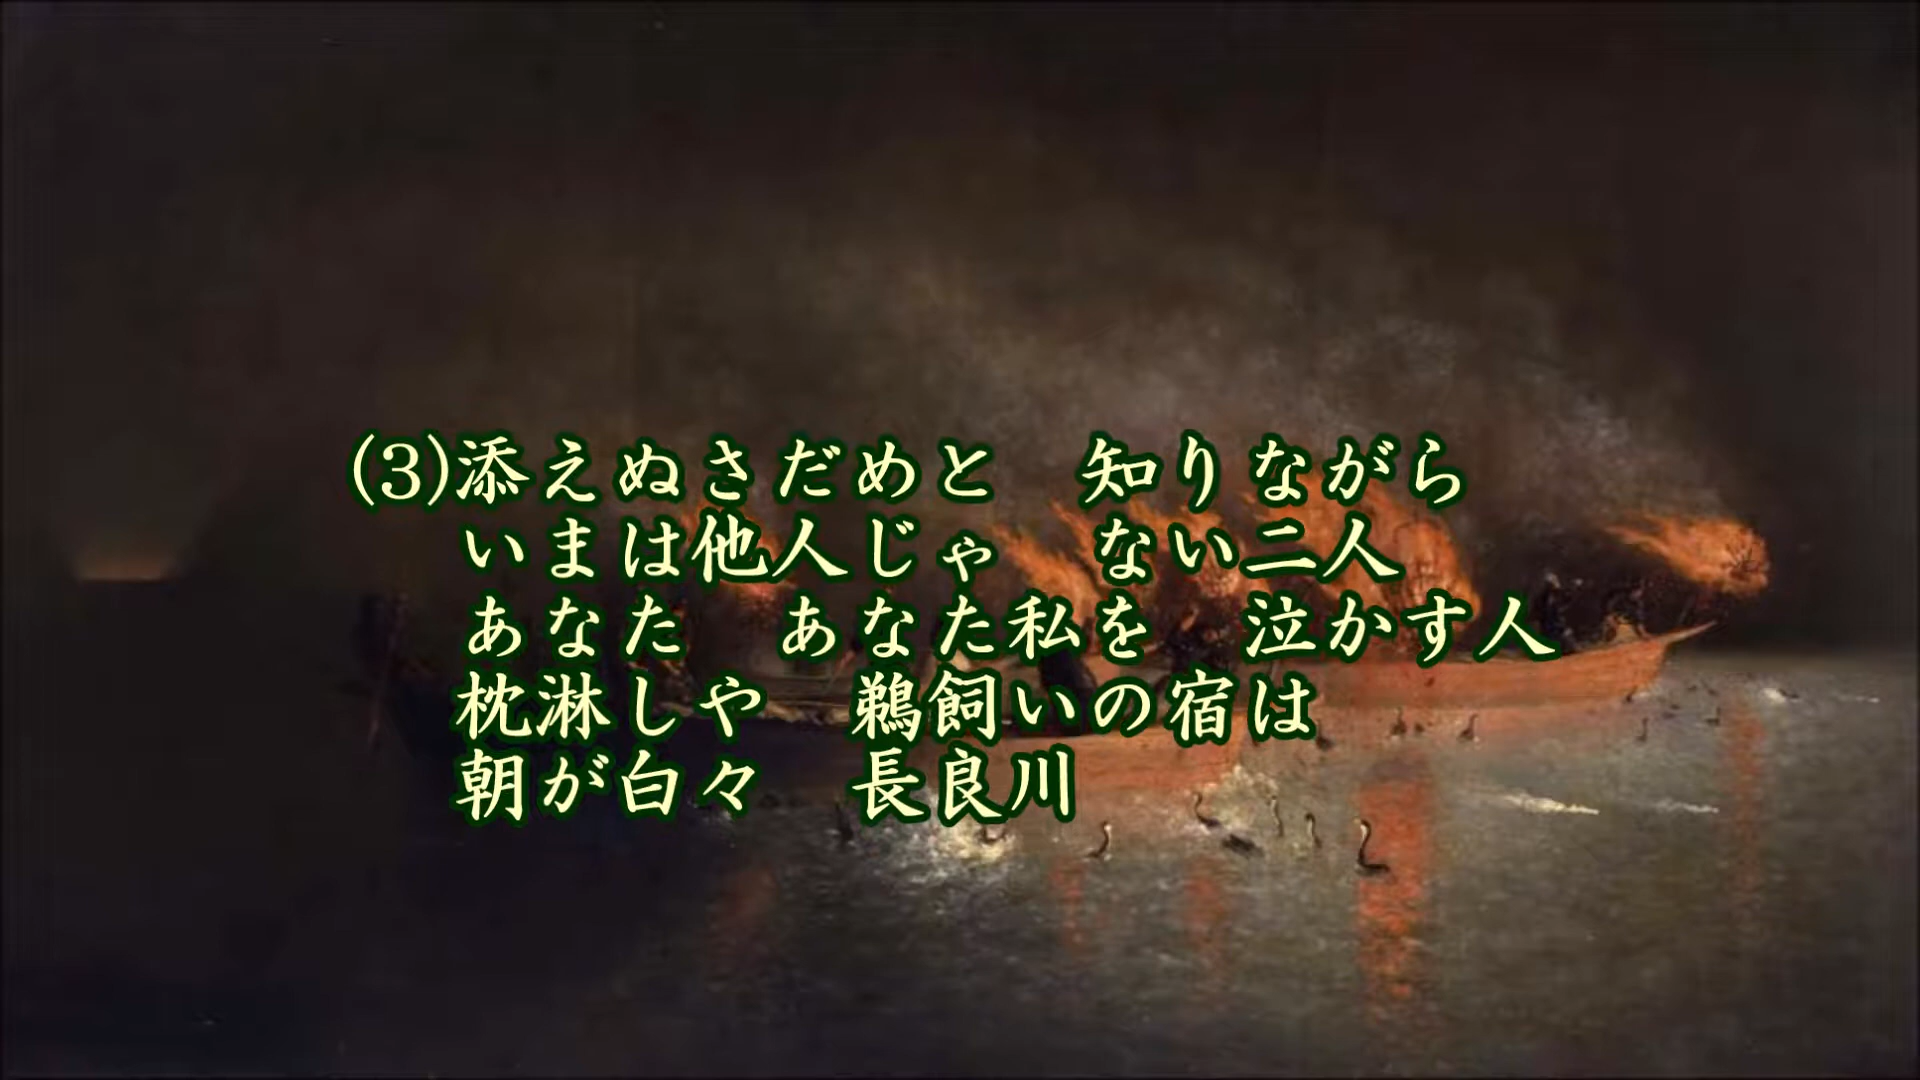 (3)添えぬさだめと　知りながら
いまは他人じゃ　ない二人
あなた　あなた私を　泣かす人
枕淋しや　鵜飼いの宿は
朝が白々　長良川